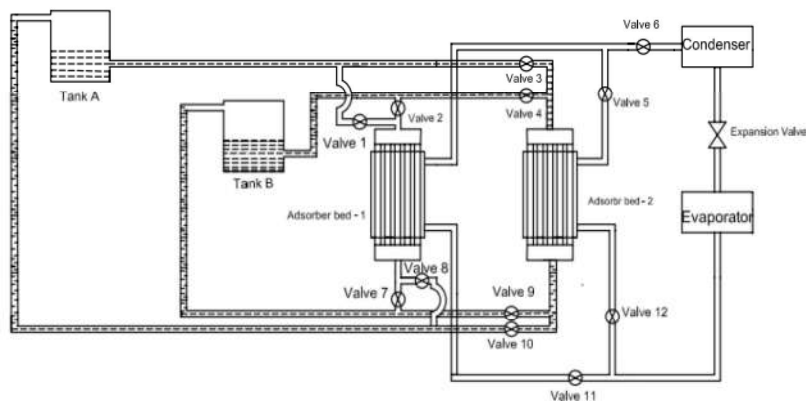 Valve 6
Condenser
Tank A
Valve 3
Valve 4
Valve 5
Valve 2
Valve 1
Expansion Valve
Tank B
Adsorber bed - 1
Adsorbr bed - 2
Evaporator
Valve 8
Valve 7
Valve 9
Valve 10
Valve 12
Valve 11